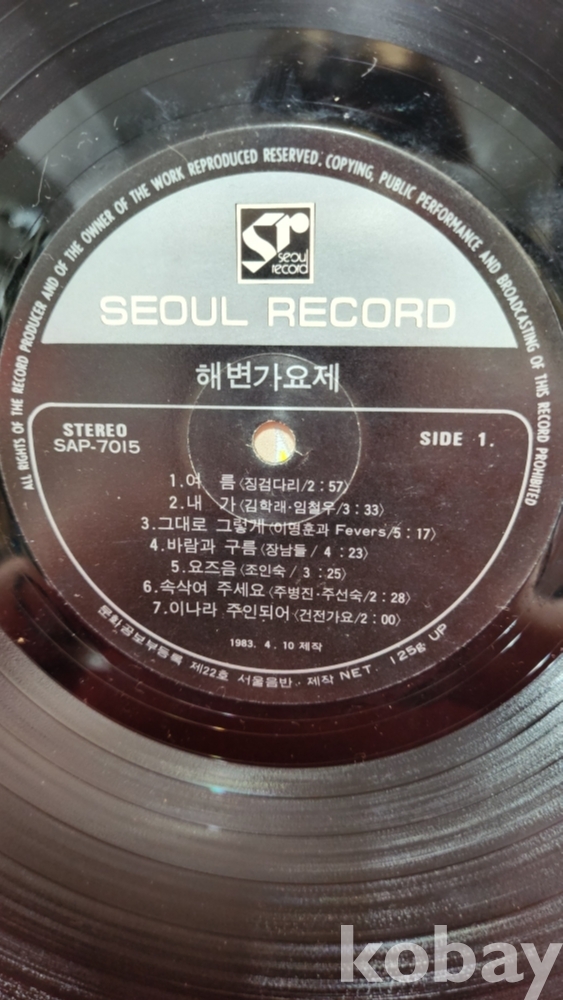 ALL RIGHTS OF THE RECORD PRODUCER AND OF THE OWNER OF THE WORK REPRODUCED RESERVED. COPYING, PUBLIC PERFORMANCE AND BROADCASTING OF THIS RECORD PROHIBITED
Sr
seoul
record
SEOUL RECORD
해변가요제
STEREO
SAP-7015
SIDE 1.
1.여 름〈징검다리/2:57〉
2.내 가〈김학래·임철우/3:33〉
3.그대로 그렇게〈이명훈과 Fevers/5:17〉
4.바람과 구름〈장남들/4:23〉
5.요즈음〈조인숙/3:25〉
6.속삭여 주세요〈주병진·주선숙/2:28〉
7.이나라 주인되어〈건전가요/2:00〉
1983. 4. 10 제작
문화공보부등록 제22호 서울음반·제작 NET. 125g UP
kobay